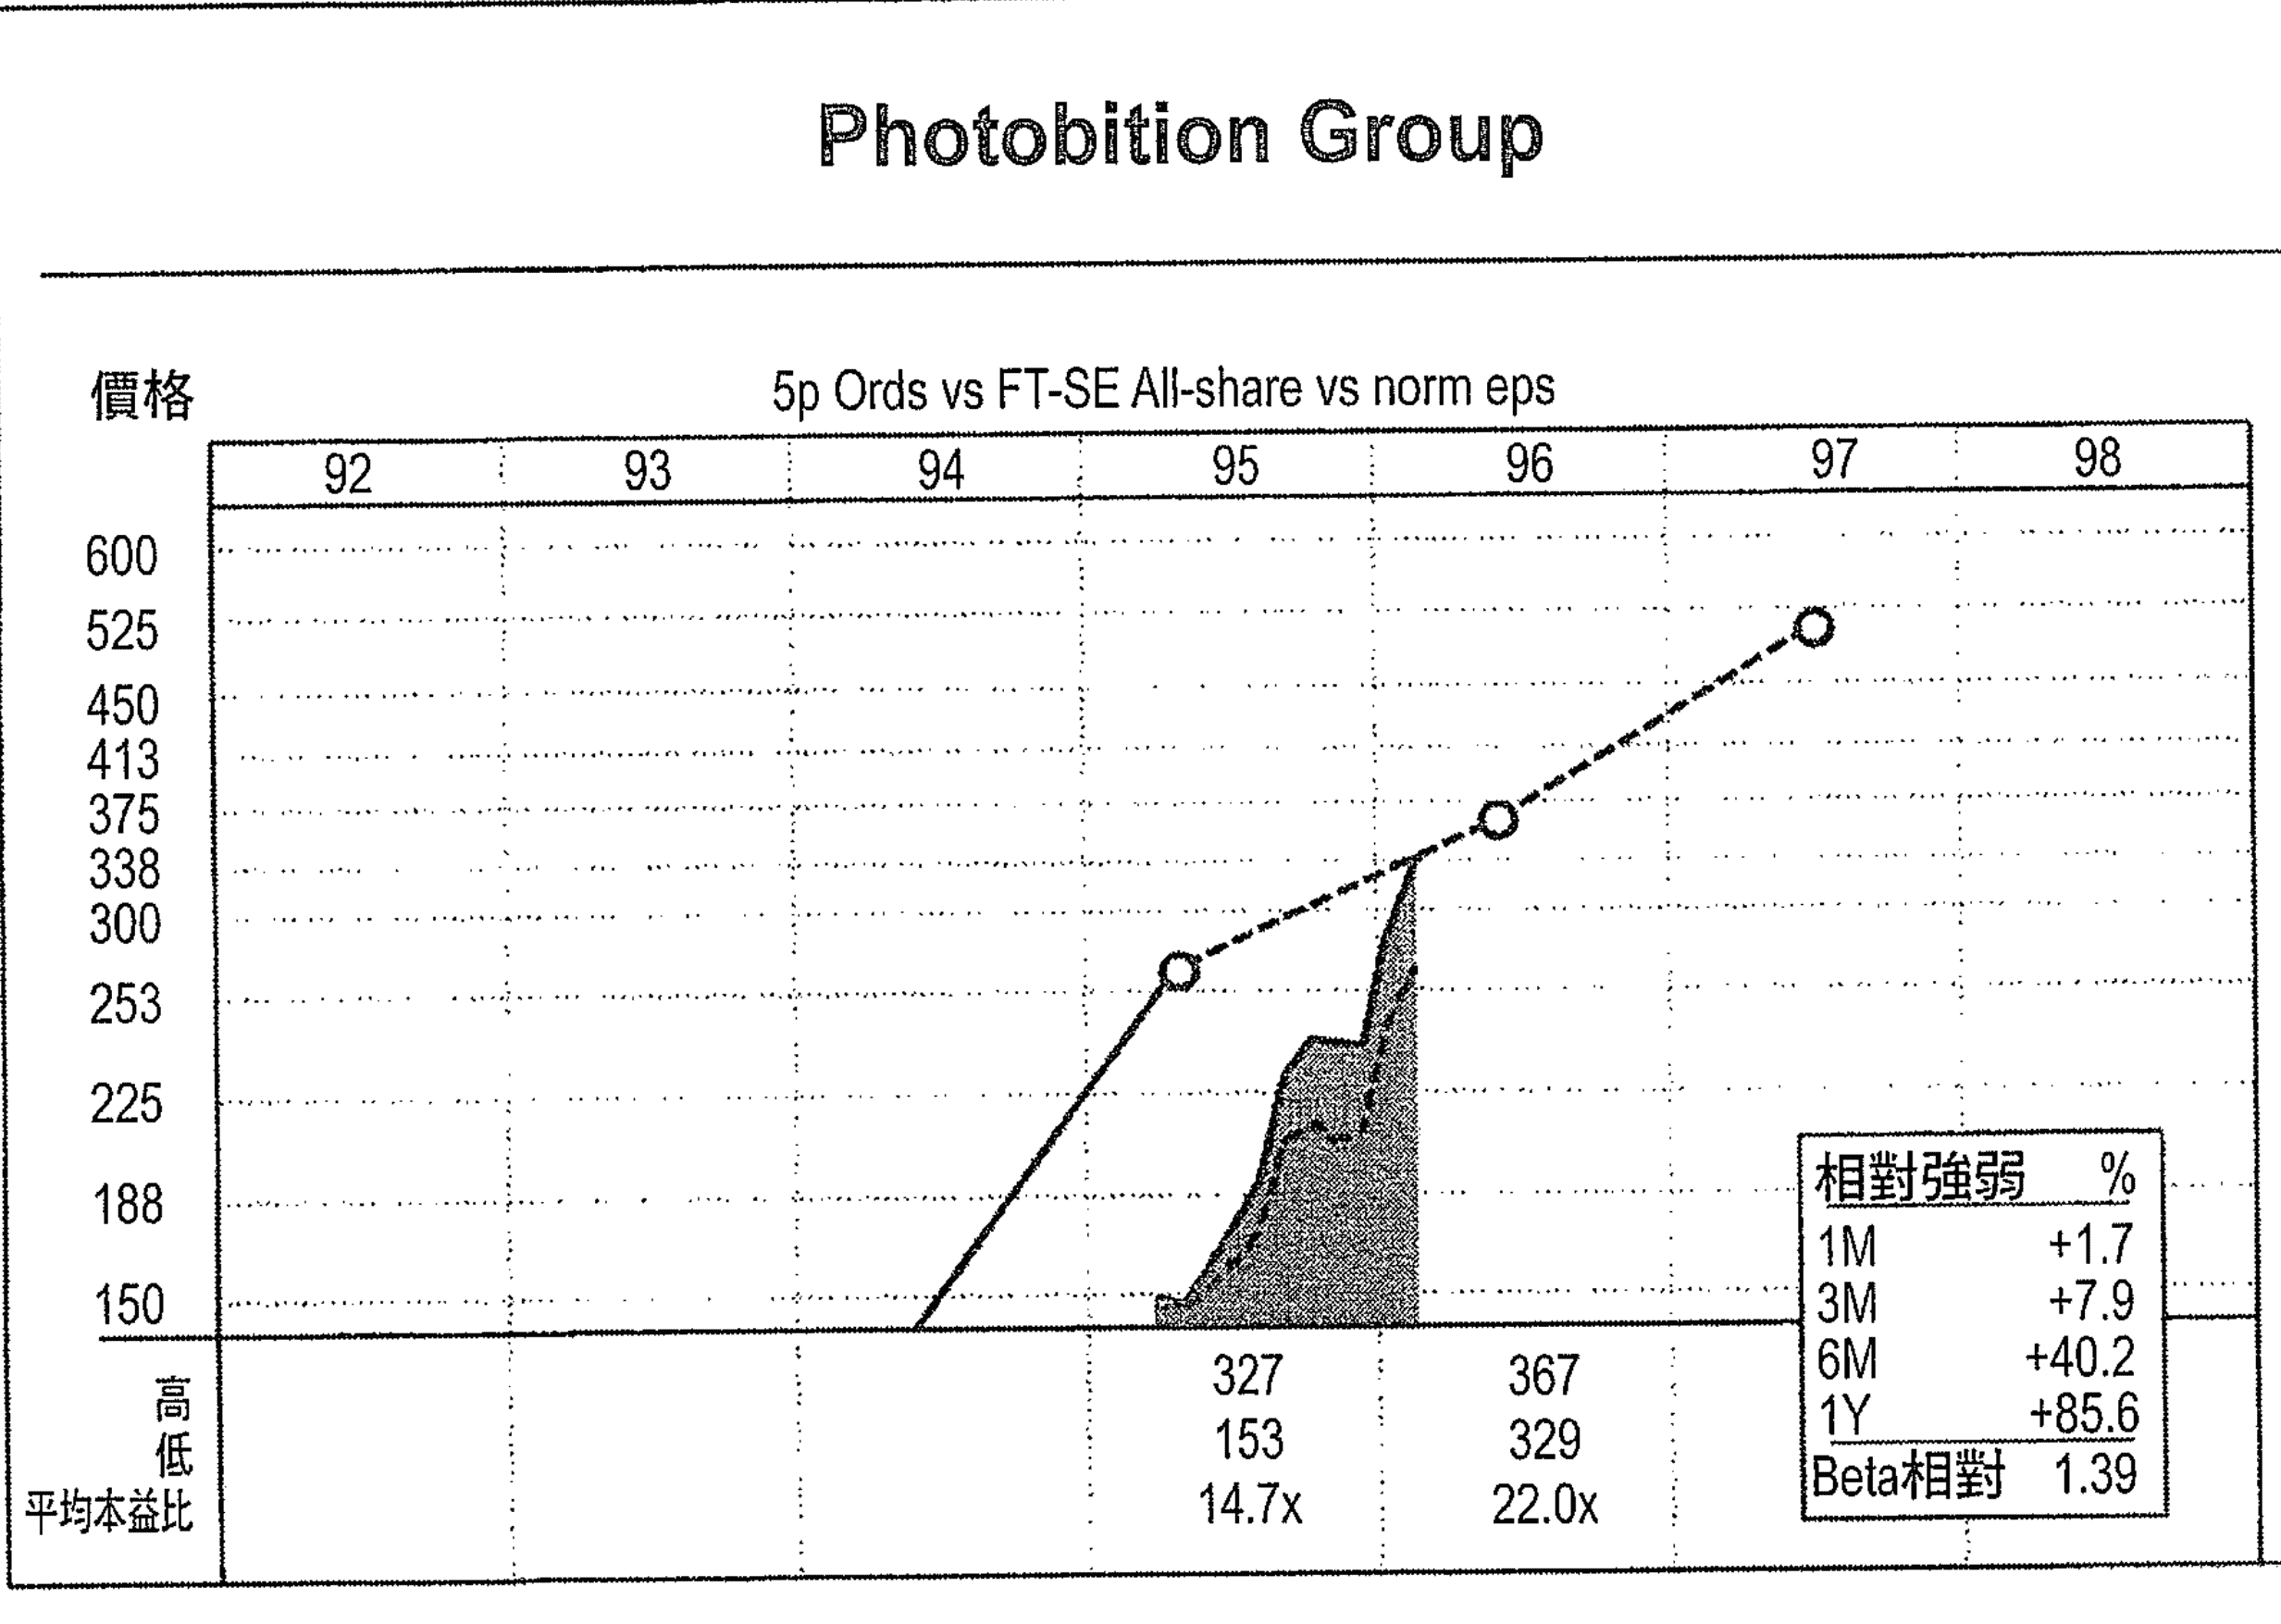 Photobition Group
價格
5p Ords vs FT-SE All-share vs norm eps
92 93 94 95 96 97 98
600
525
450
413
375
338
300
253
225
188
150
相對強弱 %
1M +1.7
3M +7.9
6M +40.2
1Y +85.6
Beta相對 1.39
高 327 367
低 153 329
平均本益比 14.7x 22.0x